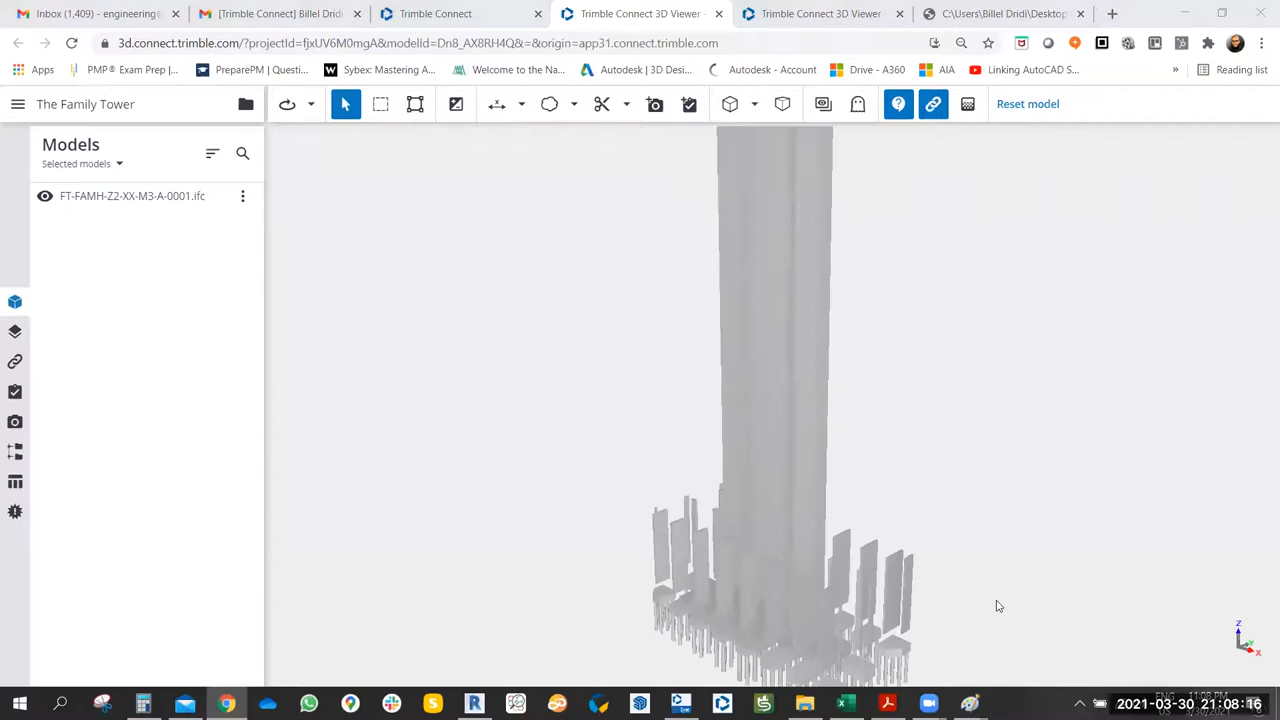 Inbox (1,409) - engineering@
[Trimble Connect] Billel Dridi
Trimble Connect
Trimble Connect 3D Viewer -
Trimble Connect 3D Viewer
C:\Users\Billel Dridi\Desktop
3d.connect.trimble.com/?projectId=
&origin=app31.connect.trimble.com
Apps
PMP® Exam Prep |...
PreparePM | Questi...
Sybex: Mastering A...
Welcome to the Na...
Autodesk | 3D Desi...
Autodesk - Account
Drive - A360
AIA
Linking AutoCAD S...
»
Reading list
The Family Tower
Reset model
Models
Selected models
FT-FAMH-Z2-XX-M3-A-0001.ifc
Z
X
ENG
11:08 PM
2021-03-30 21:08:16